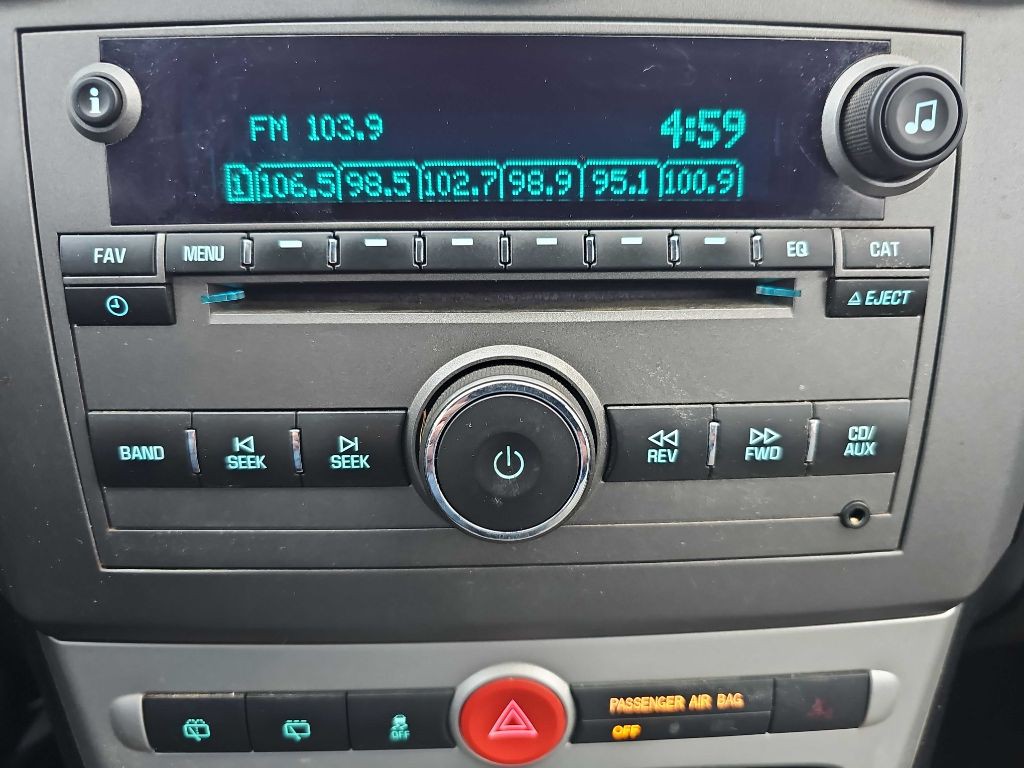 i
FM 103.9 4:59
1 106.5 98.5 102.7 98.9 95.1 100.9
FAV MENU EQ CAT
EJECT
BAND SEEK SEEK REV FWD CD/
AUX
PASSENGER AIR BAG
OFF OFF